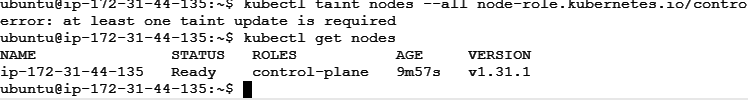 ubuntu@ip-172-31-44-135:~$ kubectl taint nodes --all node-role.kubernetes.io/contro
error: at least one taint update is required
ubuntu@ip-172-31-44-135:~$ kubectl get nodes
NAME STATUS ROLES AGE VERSION
ip-172-31-44-135 Ready control-plane 9m57s v1.31.1
ubuntu@ip-172-31-44-135:~$